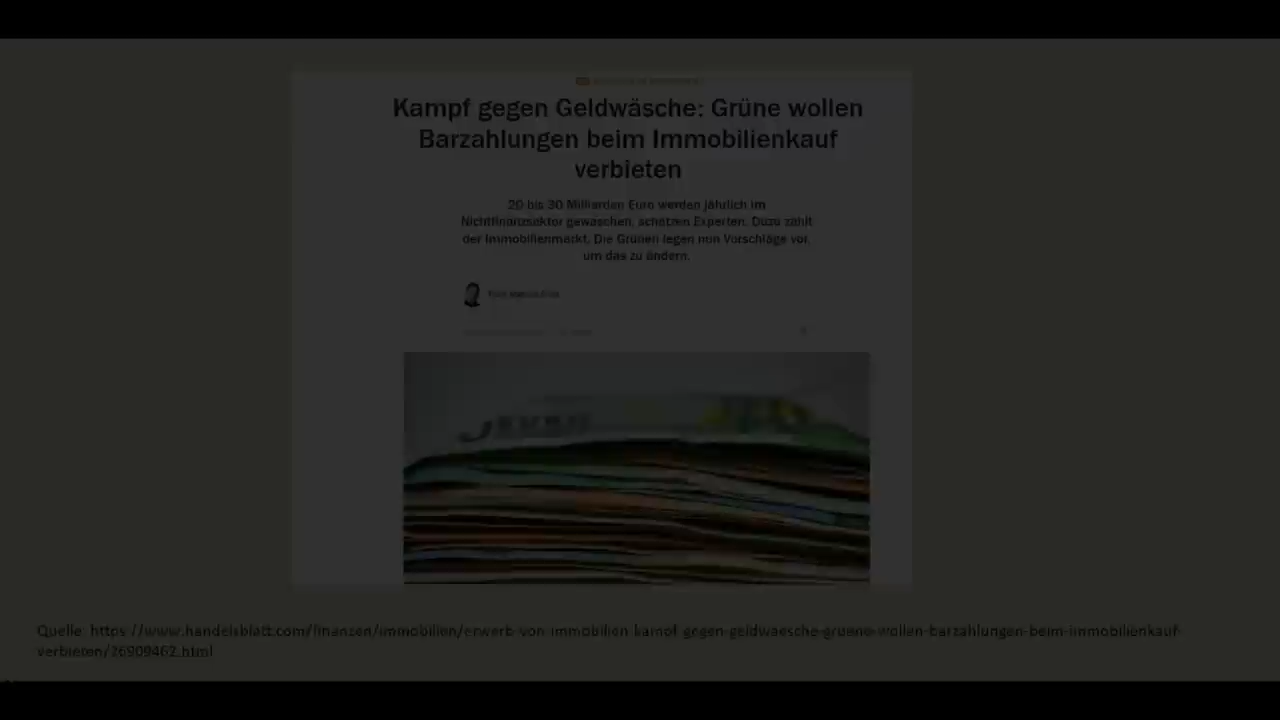 Kampf gegen Geldwäsche: Grüne wollen
Barzahlungen beim Immobilienkauf
verbieten
20 bis 30 Milliarden Euro werden jährlich im
Nichtfinanzsektor gewaschen, schätzen Experten. Dazu zählt
der Immobilienmarkt. Die Grünen legen nun Vorschläge vor,
um das zu ändern.
Quelle: https://www.handelsblatt.com/finanzen/immobilien/erwerb-von-immobilien-kampf-gegen-geldwaesche-gruene-wollen-barzahlungen-beim-immobilienkauf-
verbieten/26909462.html